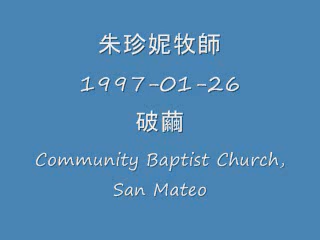 朱珍妮牧師
1997-01-26
破繭
Community Baptist Church,
San Mateo